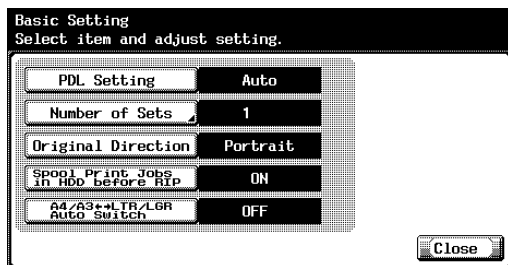 Basic Setting
Select item and adjust setting.
PDL Setting Auto
Number of Sets 1
Original Direction Portrait
Spool Print Jobs
in HDD before RIP ON
A4/A3↔LTR/LGR
Auto Switch OFF
Close